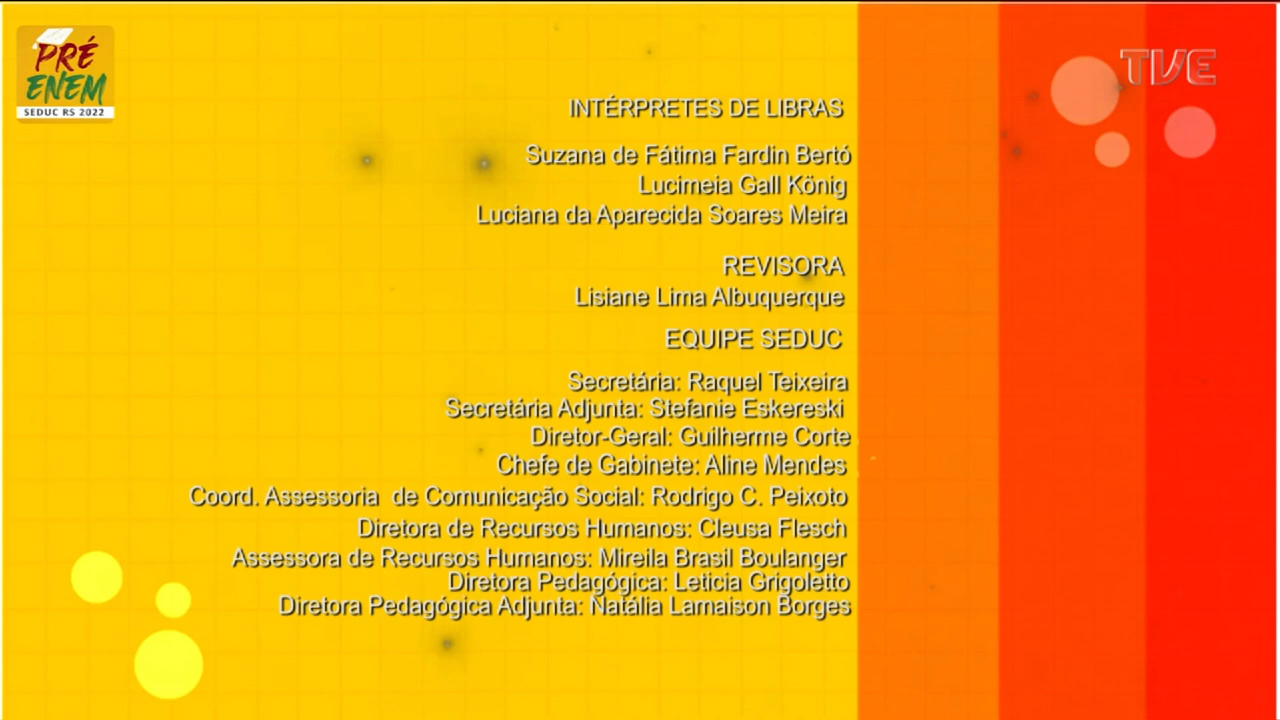 PRÉ
ENEM
SEDUC RS 2022
TVE
INTÉRPRETES DE LIBRAS
Suzana de Fátima Fardin Bertó
Lucimeia Gall König
Luciana da Aparecida Soares Meira
REVISORA
Lisiane Lima Albuquerque
EQUIPE SEDUC
Secretária: Raquel Teixeira
Secretária Adjunta: Stefanie Eskereski
Diretor-Geral: Guilherme Corte
Chefe de Gabinete: Aline Mendes
Coord. Assessoria de Comunicação Social: Rodrigo C. Peixoto
Diretora de Recursos Humanos: Cleusa Flesch
Assessora de Recursos Humanos: Mireila Brasil Boulanger
Diretora Pedagógica: Leticia Grigoletto
Diretora Pedagógica Adjunta: Natália Lamaison Borges